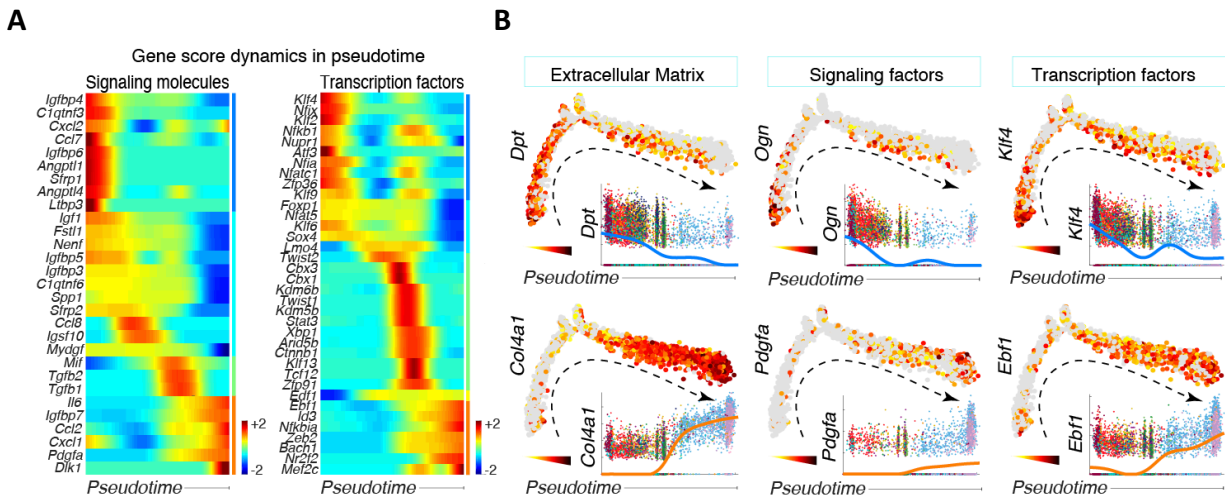 A
Gene score dynamics in pseudotime
Signaling molecules
Igfbp4
C1qtnf3
Cxcl2
Ccl7
Igfbp6
Angptl1
Sfrp1
Angptl4
Ltbp3
Igf1
Fstl1
Nenf
Igfbp5
Igfbp3
C1qtnf6
Spp1
Sfrp2
Ccl8
Igsf10
Mydgf
Mif
Tgfb2
Tgfb1
Il6
Igfbp7
Ccl2
Cxcl1
Pdgfa
Dlk1
+2
-2
Pseudotime
Transcription factors
Klf4
Nfix
Klf2
Nfkb1
Nupr1
Atf3
Nfia
Nfatc1
Zfp36
Klf9
Foxp1
Nfat5
Klf6
Sox4
Lmo4
Twist2
Cbx3
Cbx1
Kdm6b
Twist1
Kdm5b
Stat3
Xbp1
Arid5b
Ctnnb1
Klf13
Tcf12
Zfp91
Edf1
Ebf1
Id3
Nfkbia
Zeb2
Bach1
Nr2f2
Mef2c
+2
-2
Pseudotime
B
Extracellular Matrix
Signaling factors
Transcription factors
Dpt
Dpt
Pseudotime
Ogn
Ogn
Pseudotime
Klf4
Klf4
Pseudotime
Col4a1
Col4a1
Pseudotime
Pdgfa
Pdgfa
Pseudotime
Ebf1
Ebf1
Pseudotime